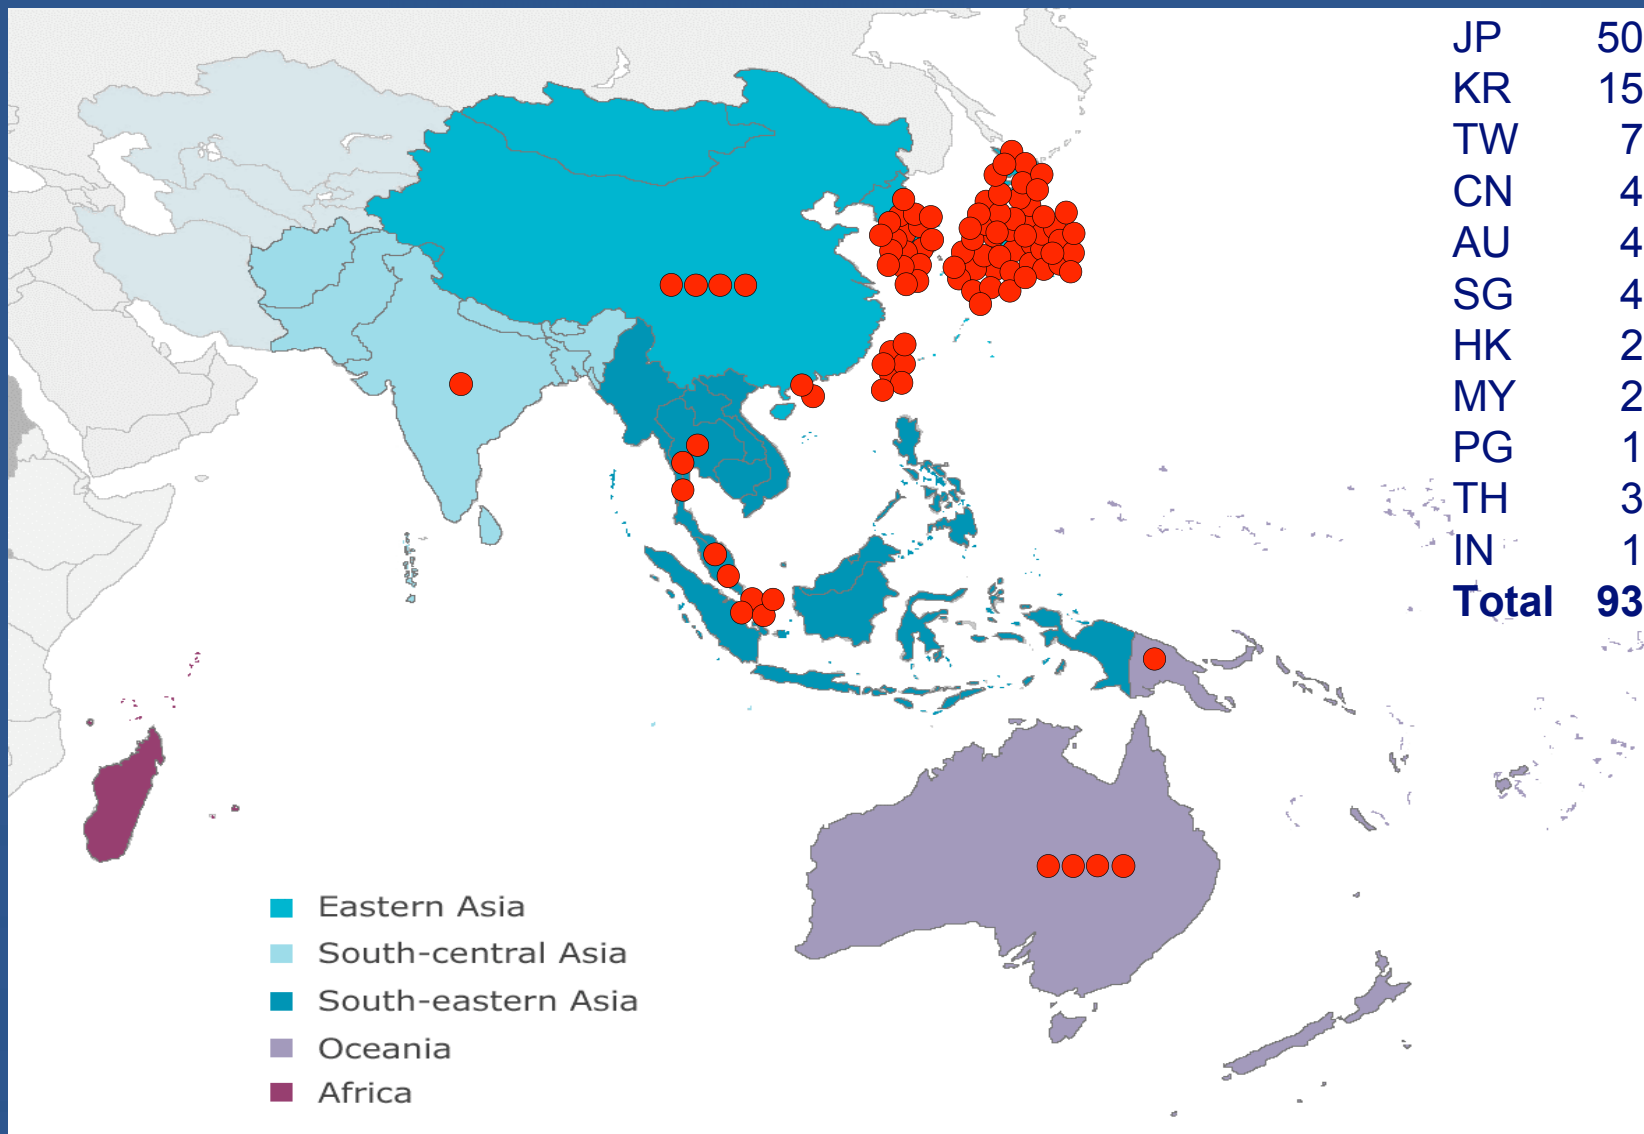 JP 50
KR 15
TW 7
CN 4
AU 4
SG 4
HK 2
MY 2
PG 1
TH 3
IN 1
Total 93
Eastern Asia
South-central Asia
South-eastern Asia
Oceania
Africa